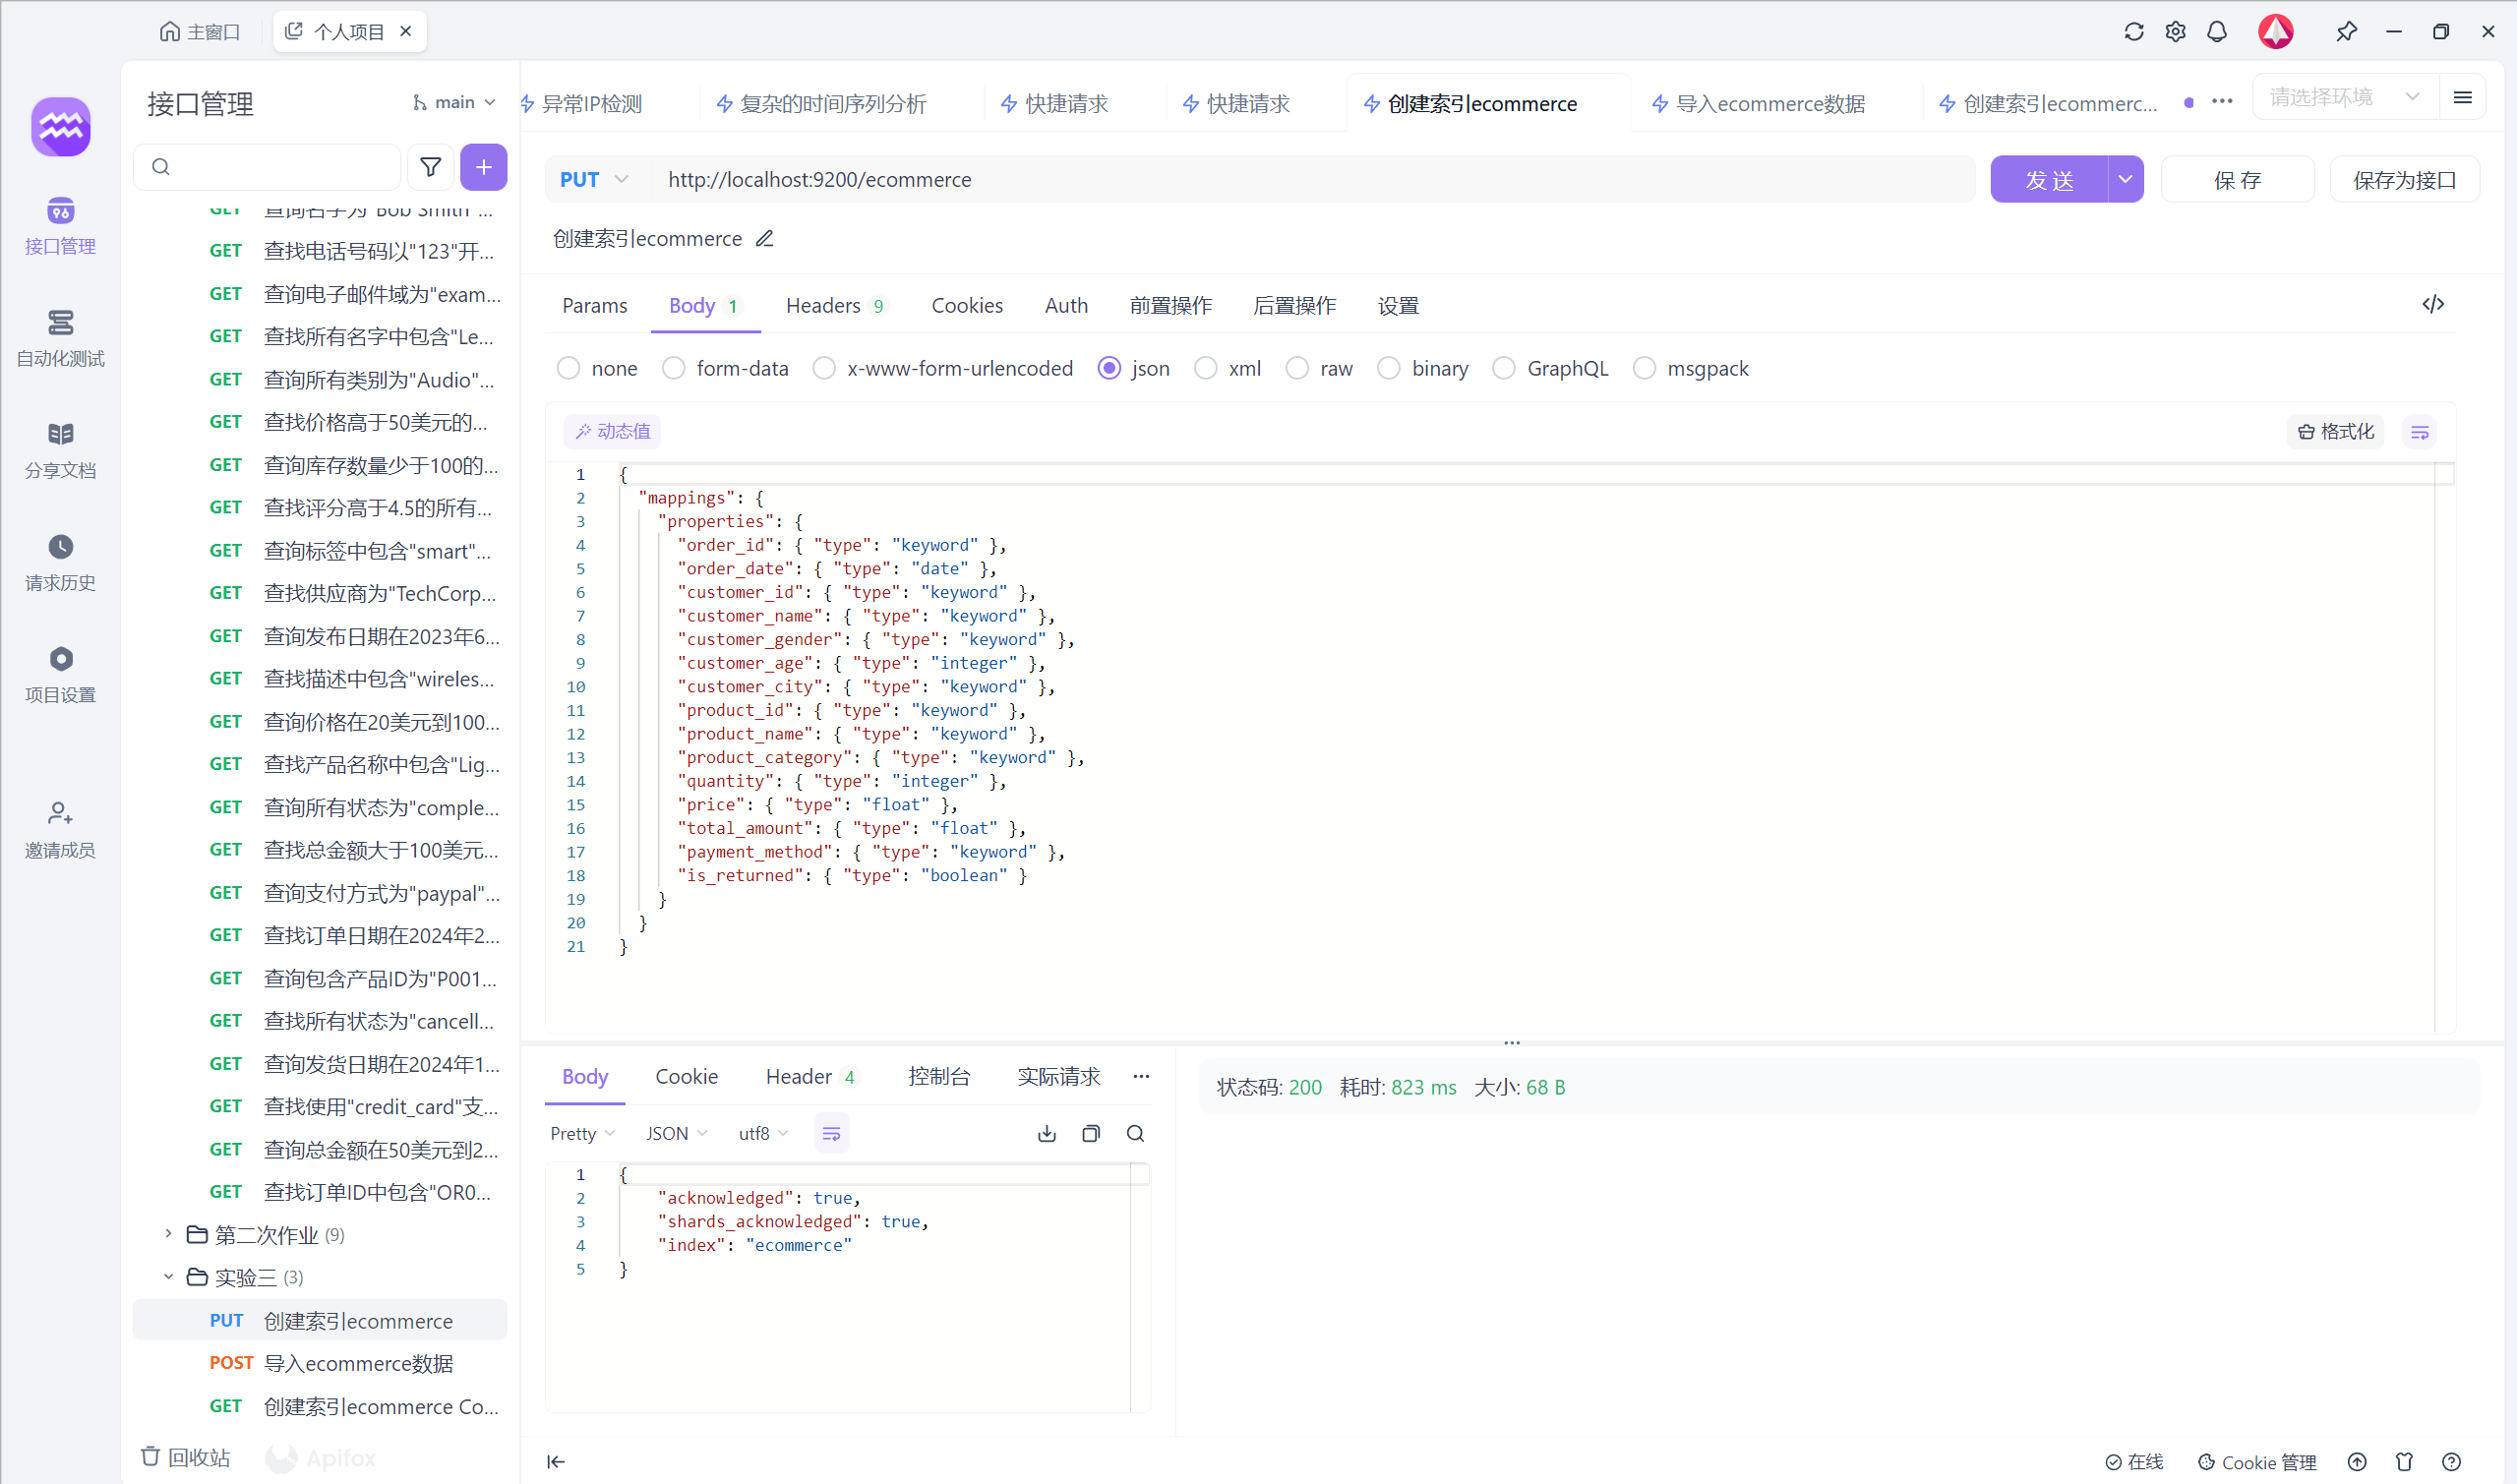 主窗口
个人项目
接口管理
main
异常IP检测
复杂的时间序列分析
快捷请求
快捷请求
创建索引ecommerce
导入ecommerce数据
创建索引ecommerc...
请选择环境
PUT
http://localhost:9200/ecommerce
发 送
保 存
保存为接口
创建索引ecommerce
Params
Body 1
Headers 9
Cookies
Auth
前置操作
后置操作
设置
none
form-data
x-www-form-urlencoded
json
xml
raw
binary
GraphQL
msgpack
动态值
格式化
1 {
2 "mappings": {
3 "properties": {
4 "order_id": { "type": "keyword" },
5 "order_date": { "type": "date" },
6 "customer_id": { "type": "keyword" },
7 "customer_name": { "type": "keyword" },
8 "customer_gender": { "type": "keyword" },
9 "customer_age": { "type": "integer" },
10 "customer_city": { "type": "keyword" },
11 "product_id": { "type": "keyword" },
12 "product_name": { "type": "keyword" },
13 "product_category": { "type": "keyword" },
14 "quantity": { "type": "integer" },
15 "price": { "type": "float" },
16 "total_amount": { "type": "float" },
17 "payment_method": { "type": "keyword" },
18 "is_returned": { "type": "boolean" }
19 }
20 }
21 }
Body
Cookie
Header 4
控制台
实际请求
状态码: 200 耗时: 823 ms 大小: 68 B
Pretty
JSON
utf8
1 {
2 "acknowledged": true,
3 "shards_acknowledged": true,
4 "index": "ecommerce"
5 }
接口管理
自动化测试
分享文档
请求历史
项目设置
邀请成员
GET 查询名字为"Bob Smith"...
GET 查找电话号码以"123"开...
GET 查询电子邮件域为"exam...
GET 查找所有名字中包含"Le...
GET 查询所有类别为"Audio"...
GET 查找价格高于50美元的...
GET 查询库存数量少于100的...
GET 查找评分高于4.5的所有...
GET 查询标签中包含"smart"...
GET 查找供应商为"TechCorp...
GET 查询发布日期在2023年6...
GET 查找描述中包含"wireles...
GET 查询价格在20美元到100...
GET 查找产品名称中包含"Lig...
GET 查询所有状态为"comple...
GET 查找总金额大于100美元...
GET 查询支付方式为"paypal"...
GET 查找订单日期在2024年2...
GET 查询包含产品ID为"P001...
GET 查找所有状态为"cancell...
GET 查询发货日期在2024年1...
GET 查找使用"credit_card"支...
GET 查询总金额在50美元到2...
GET 查找订单ID中包含"OR0...
第二次作业 (9)
实验三 (3)
PUT 创建索引ecommerce
POST 导入ecommerce数据
GET 创建索引ecommerce Co...
回收站
Apifox
在线
Cookie 管理